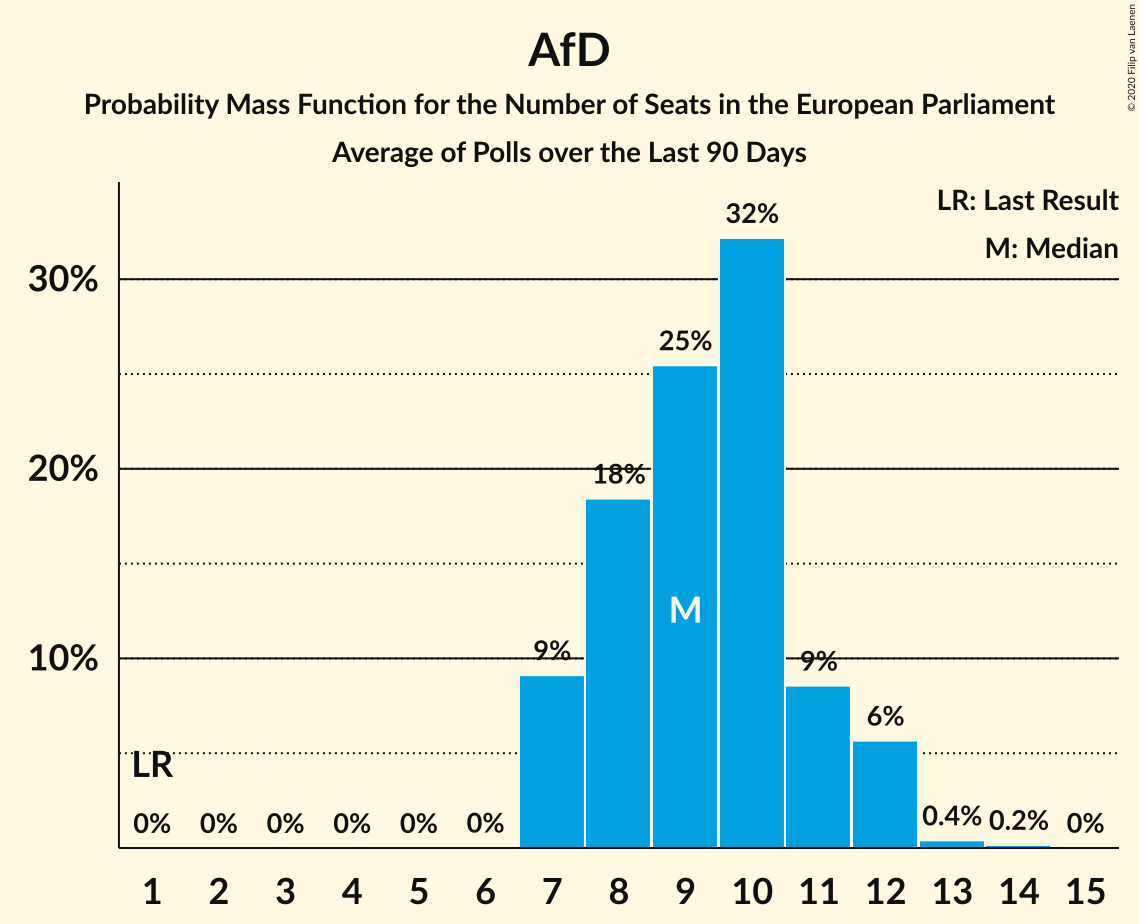 AfD
Probability Mass Function for the Number of Seats in the European Parliament
Average of Polls over the Last 90 Days
© 2020 Filip van Laenen
LR: Last Result
M: Median
30%
20%
10%
0% 0% 0% 0% 0% 0% 9% 18% 25% 32% 9% 6% 0.4% 0.2% 0%
LR
M
1 2 3 4 5 6 7 8 9 10 11 12 13 14 15